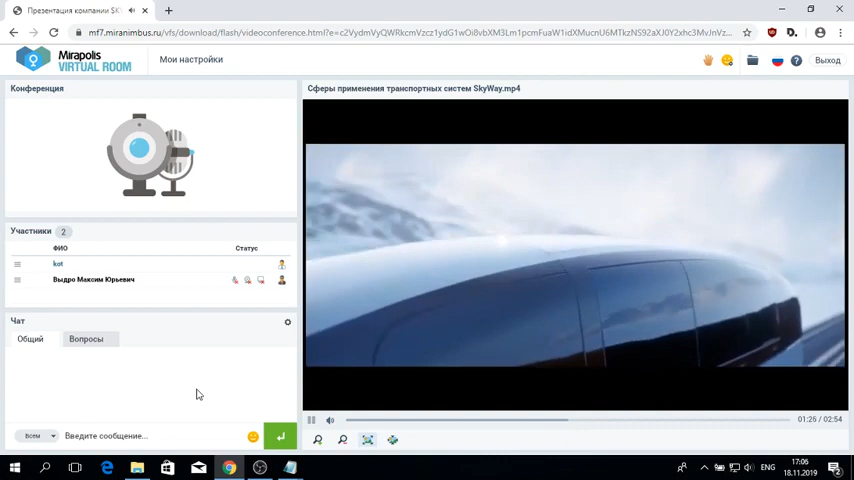 Презентация компании $KY
mf7.miranimbus.ru/vfs/download/flash/videoconference.html?e=
Mirapolis
VIRTUAL ROOM
Мои настройки
Выход
Конференция
Сферы применения транспортных систем SkyWay.mp4
Участники 2
ФИО Статус
kot
Выдро Максим Юрьевич
Чат
Общий Вопросы
Всем Введите сообщение...
01:26 / 02:54
ENG
17:06
18.11.2019
2